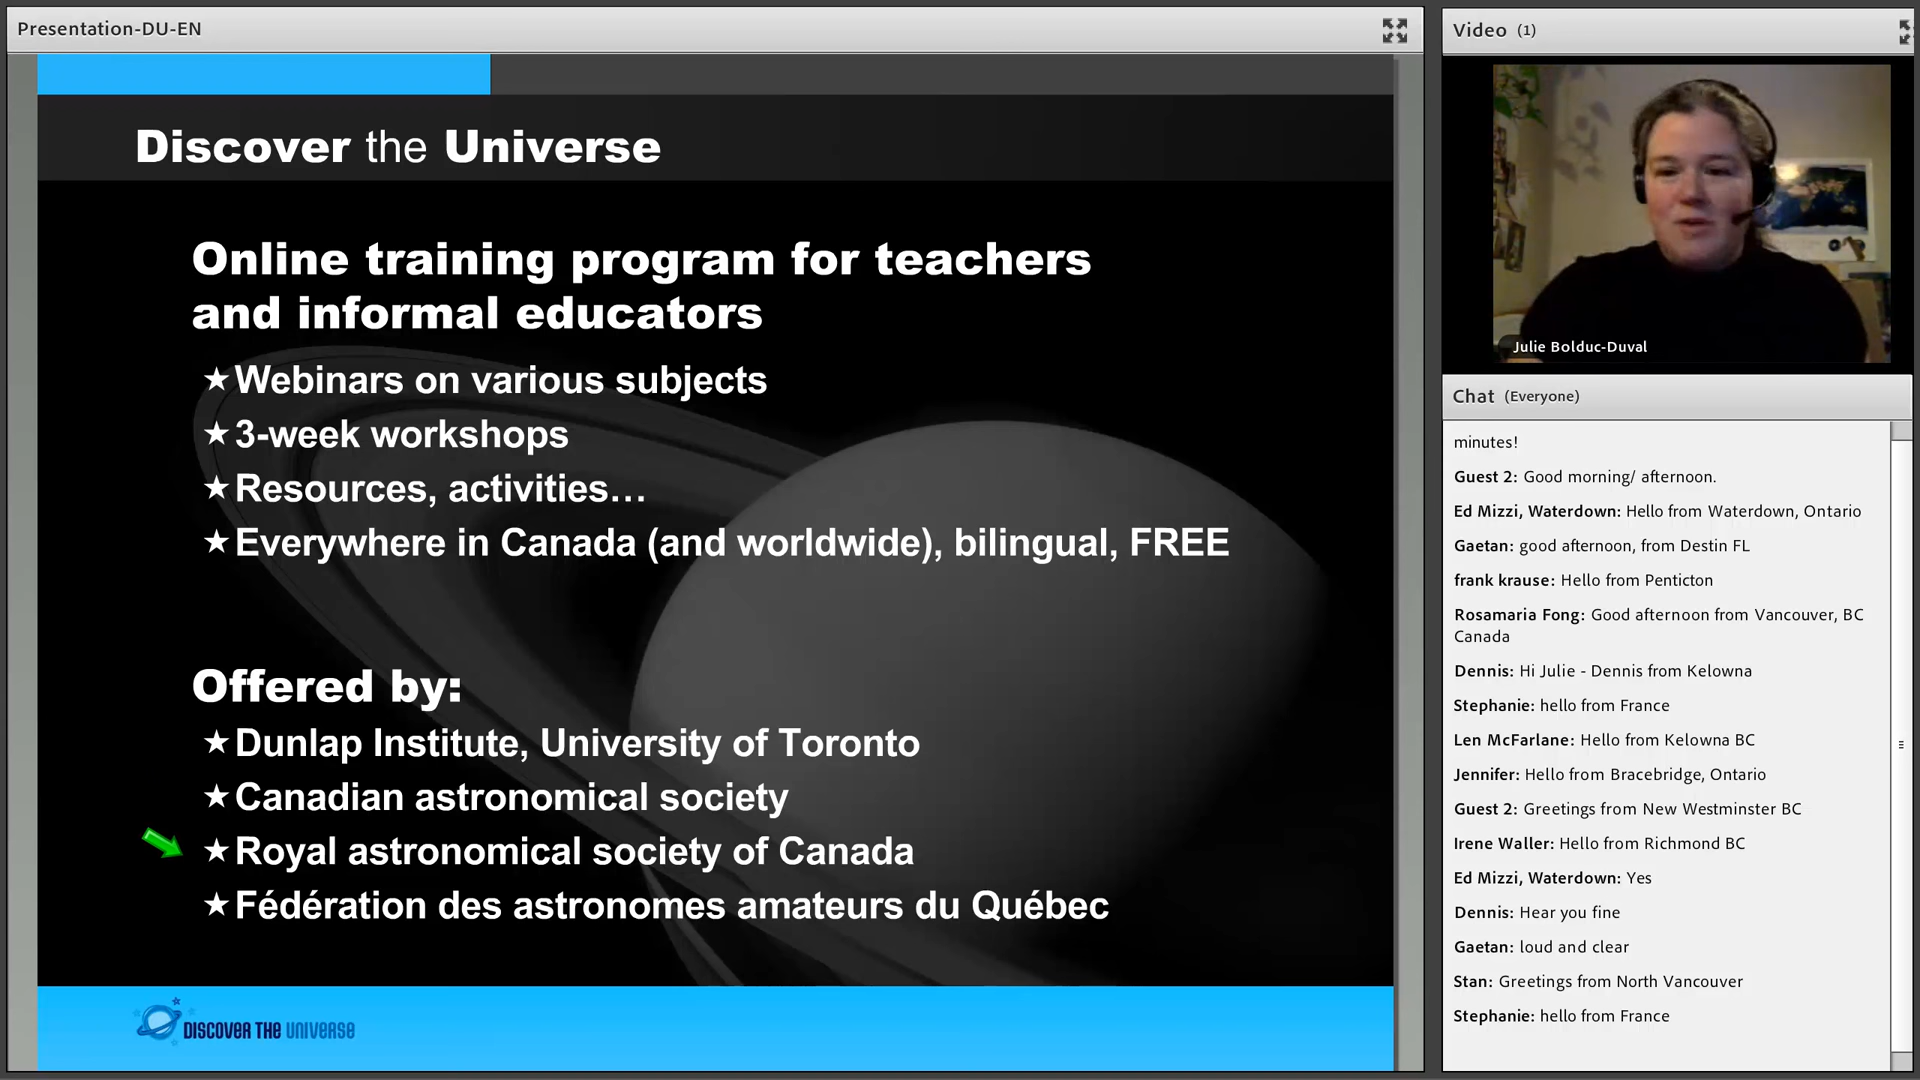 Presentation-DU-EN
Discover the Universe
Online training program for teachers
and informal educators
★Webinars on various subjects
★3-week workshops
★Resources, activities…
★Everywhere in Canada (and worldwide), bilingual, FREE
Offered by:
★Dunlap Institute, University of Toronto
★Canadian astronomical society
★Royal astronomical society of Canada
★Fédération des astronomes amateurs du Québec
DISCOVER THE UNIVERSE
Video (1)
Julie Bolduc-Duval
Chat (Everyone)
minutes!
Guest 2: Good morning/ afternoon.
Ed Mizzi, Waterdown: Hello from Waterdown, Ontario
Gaetan: good afternoon, from Destin FL
frank krause: Hello from Penticton
Rosamaria Fong: Good afternoon from Vancouver, BC
Canada
Dennis: Hi Julie - Dennis from Kelowna
Stephanie: hello from France
Len McFarlane: Hello from Kelowna BC
Jennifer: Hello from Bracebridge, Ontario
Guest 2: Greetings from New Westminster BC
Irene Waller: Hello from Richmond BC
Ed Mizzi, Waterdown: Yes
Dennis: Hear you fine
Gaetan: loud and clear
Stan: Greetings from North Vancouver
Stephanie: hello from France